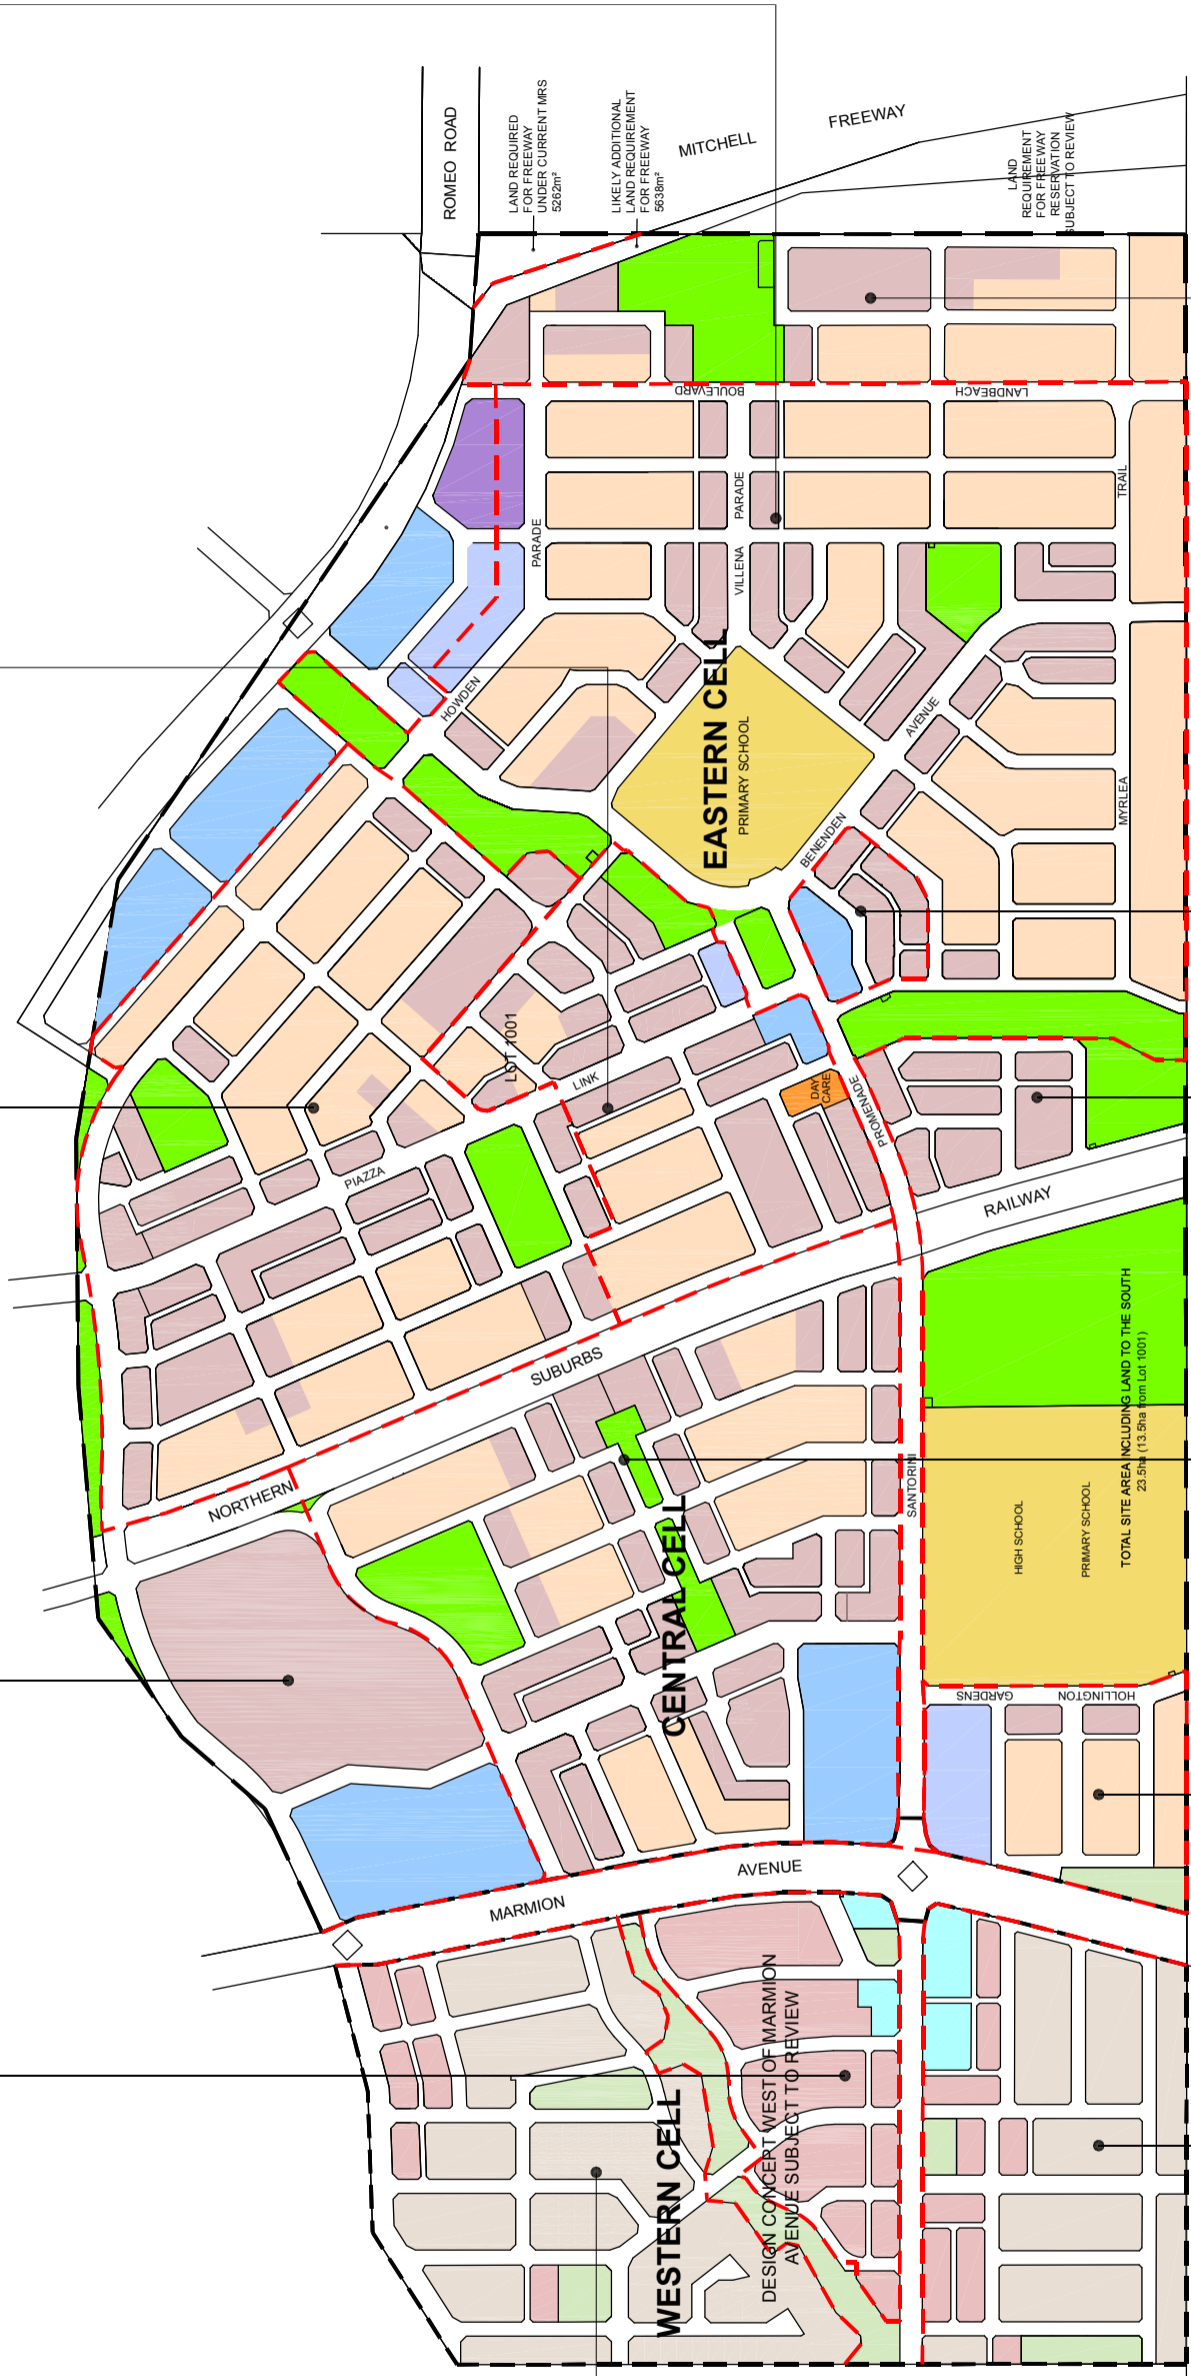 ROMEO ROAD
LAND REQUIRED
FOR FREEWAY
UNDER CURRENT MRS
5262m²
LIKELY ADDITIONAL
LAND REQUIREMENT
FOR FREEWAY
5638m²
MITCHELL
FREEWAY
LAND
REQUIREMENT
FOR FREEWAY
RESERVATION
SUBJECT TO REVIEW
BOULEVARD
LANDBEACH
PARADE
VILLENA
PARADE
TRAIL
HOWDEN
EASTERN CELL
PRIMARY SCHOOL
AVENUE
BENENDEN
MYRLEA
LOT 1001
LINK
DAY
CARE
PROMENADE
PIAZZA
RAILWAY
SUBURBS
NORTHERN
SANTORINI
CENTRAL CELL
HIGH SCHOOL
PRIMARY SCHOOL
TOTAL SITE AREA INCLUDING LAND TO THE SOUTH
23.5ha (13.5ha from Lot 1001)
GARDENS
HOLLINGTON
AVENUE
MARMION
WESTERN CELL
DESIGN CONCEPT WEST OF MARMION
AVENUE SUBJECT TO REVIEW